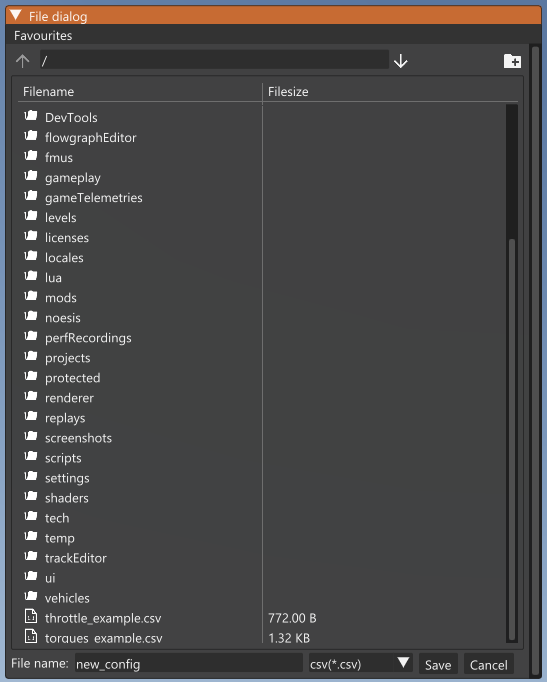 File dialog
Favourites
/
Filename Filesize
DevTools
flowgraphEditor
fmus
gameplay
gameTelemetries
levels
licenses
locales
lua
mods
noesis
perfRecordings
projects
protected
renderer
replays
screenshots
scripts
settings
shaders
tech
temp
trackEditor
ui
vehicles
throttle_example.csv 772.00 B
torques_example.csv 1.32 KB
File name: new_config csv(*.csv) Save Cancel